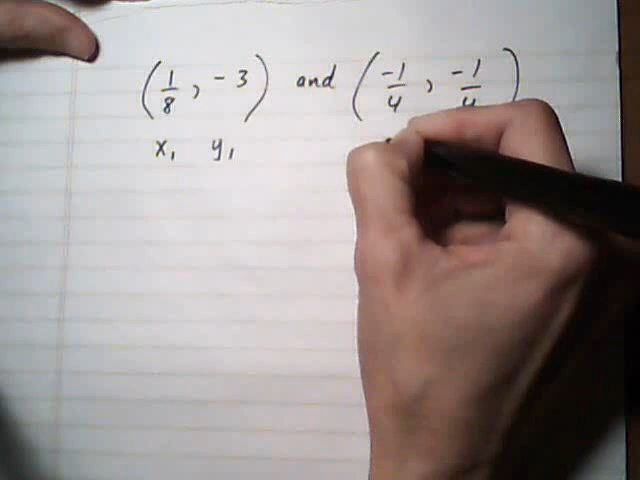 (1/8, -3) and (-1/4, -1/4)
x₁ y₁